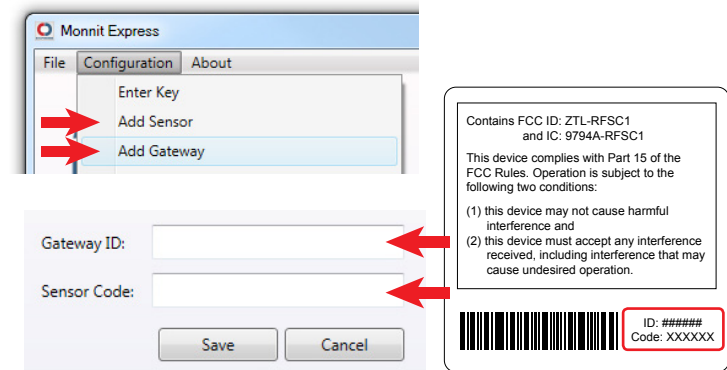 Monnit Express
File Configuration About
Enter Key
Add Sensor
Add Gateway
Gateway ID:
Sensor Code:
Save Cancel
Contains FCC ID: ZTL-RFSC1
and IC: 9794A-RFSC1
This device complies with Part 15 of the
FCC Rules. Operation is subject to the
following two conditions:
(1) this device may not cause harmful
interference and
(2) this device must accept any interference
received, including interference that may
cause undesired operation.
ID: ######
Code: XXXXXX